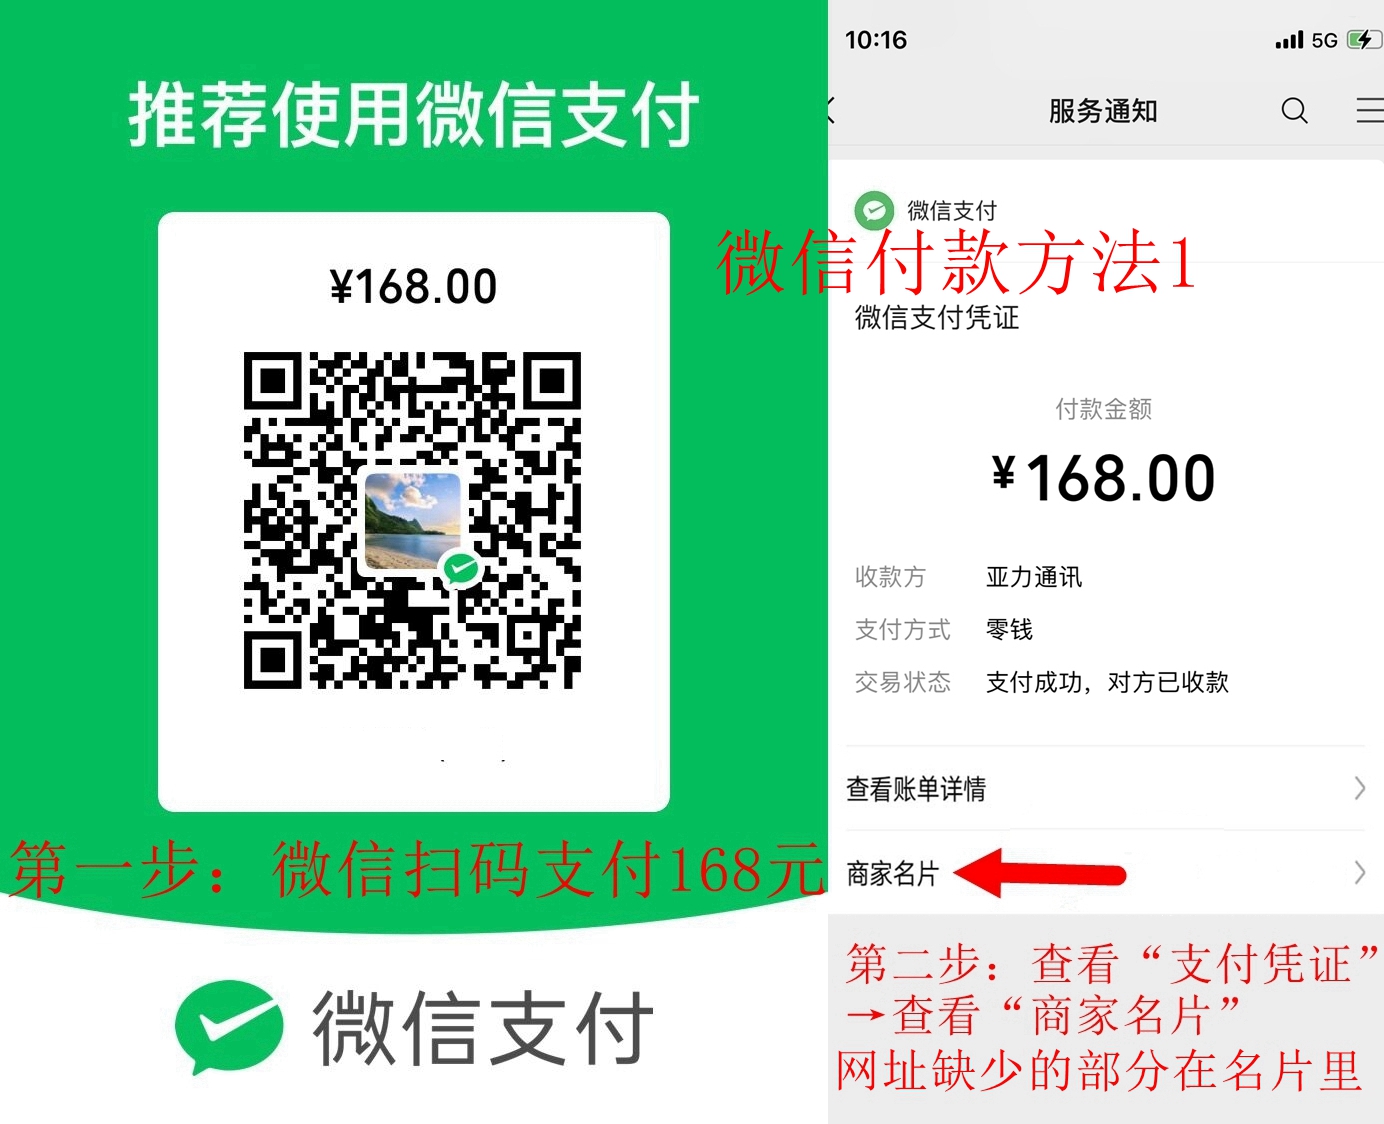 推荐使用微信支付
¥168.00
第一步：微信扫码支付168元
微信支付
10:16
5G
服务通知
微信支付
微信付款方法1
微信支付凭证
付款金额
¥168.00
收款方 亚力通讯
支付方式 零钱
交易状态 支付成功，对方已收款
查看账单详情
商家名片
第二步：查看“支付凭证”
→查看“商家名片”
网址缺少的部分在名片里